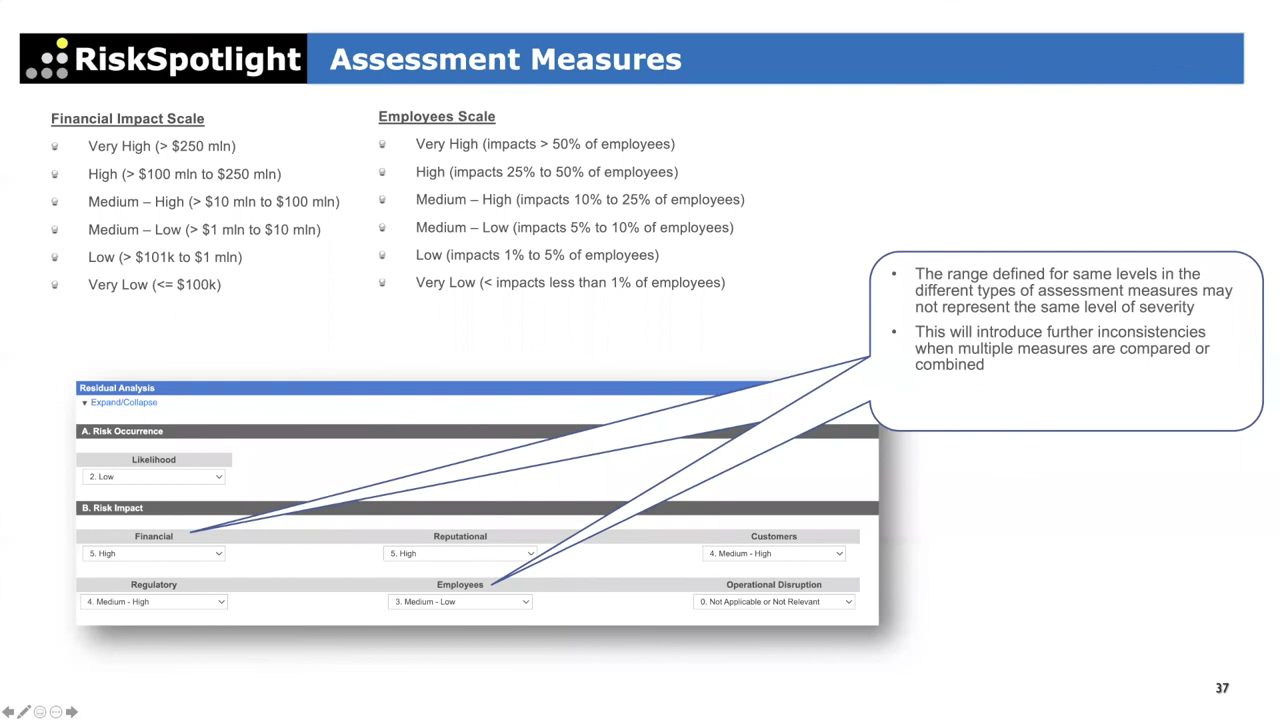 RiskSpotlight
Assessment Measures
Financial Impact Scale
Very High (> $250 mln)
High (> $100 mln to $250 mln)
Medium – High (> $10 mln to $100 mln)
Medium – Low (> $1 mln to $10 mln)
Low (> $101k to $1 mln)
Very Low (<= $100k)
Employees Scale
Very High (impacts > 50% of employees)
High (impacts 25% to 50% of employees)
Medium – High (impacts 10% to 25% of employees)
Medium – Low (impacts 5% to 10% of employees)
Low (impacts 1% to 5% of employees)
Very Low (< impacts less than 1% of employees)
• The range defined for same levels in the
different types of assessment measures may
not represent the same level of severity
• This will introduce further inconsistencies
when multiple measures are compared or
combined
Residual Analysis
▾ Expand/Collapse
A. Risk Occurrence
Likelihood
2. Low
B. Risk Impact
Financial Reputational Customers
5. High 5. High 4. Medium - High
Regulatory Employees Operational Disruption
4. Medium - High 3. Medium - Low 0. Not Applicable or Not Relevant
37